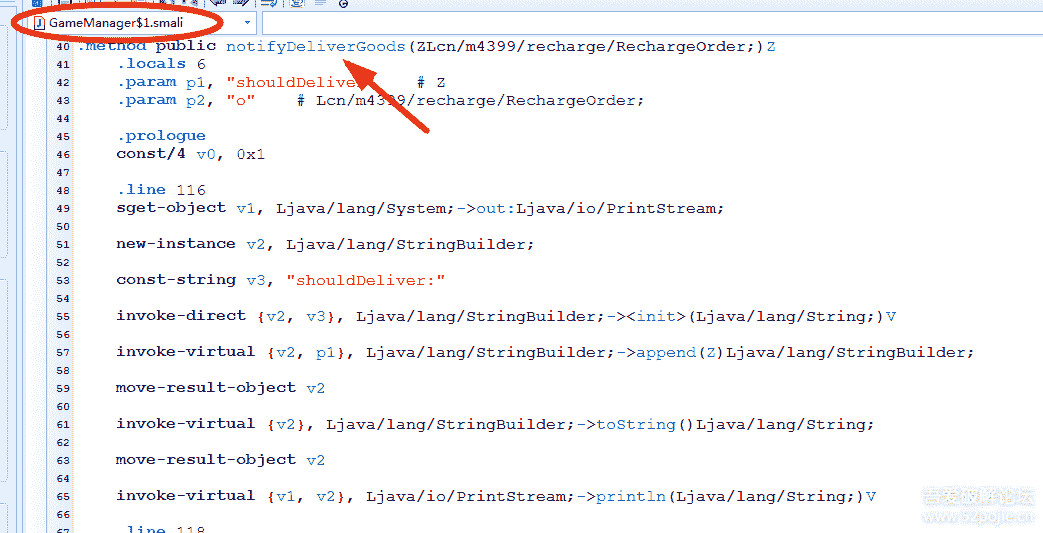 GameManager$1.smali
40 .method public notifyDeliverGoods(ZLcn/m4399/recharge/RechargeOrder;)Z
41 .locals 6
42 .param p1, "shouldDeliver # Z
43 .param p2, "o" # Lcn/m4399/recharge/RechargeOrder;
44
45 .prologue
46 const/4 v0, 0x1
47
48 .line 116
49 sget-object v1, Ljava/lang/System;->out:Ljava/io/PrintStream;
50
51 new-instance v2, Ljava/lang/StringBuilder;
52
53 const-string v3, "shouldDeliver:"
54
55 invoke-direct {v2, v3}, Ljava/lang/StringBuilder;-><init>(Ljava/lang/String;)V
56
57 invoke-virtual {v2, p1}, Ljava/lang/StringBuilder;->append(Z)Ljava/lang/StringBuilder;
58
59 move-result-object v2
60
61 invoke-virtual {v2}, Ljava/lang/StringBuilder;->toString()Ljava/lang/String;
62
63 move-result-object v2
64
65 invoke-virtual {v1, v2}, Ljava/io/PrintStream;->println(Ljava/lang/String;)V
66
67 .line 118
吾爱破解论坛
www.52pojie.cn